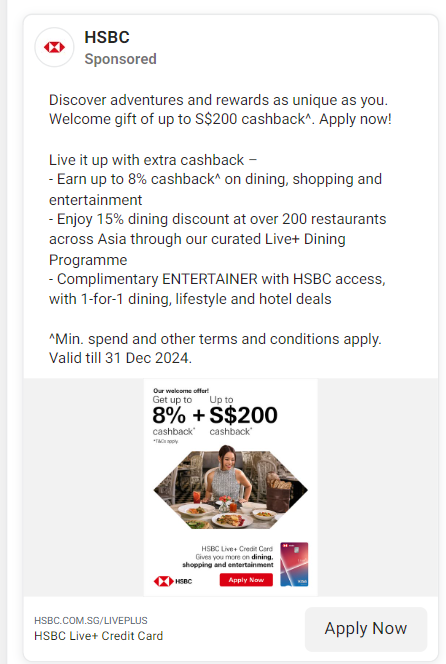 HSBC
Sponsored
Discover adventures and rewards as unique as you.
Welcome gift of up to S$200 cashback^. Apply now!
Live it up with extra cashback –
- Earn up to 8% cashback^ on dining, shopping and
entertainment
- Enjoy 15% dining discount at over 200 restaurants
across Asia through our curated Live+ Dining
Programme
- Complimentary ENTERTAINER with HSBC access,
with 1-for-1 dining, lifestyle and hotel deals
^Min. spend and other terms and conditions apply.
Valid till 31 Dec 2024.
Our welcome offer!
Get up to Up to
8% + S$200
cashback* cashback*
*T&Cs apply.
HSBC Live+ Credit Card
Gives you more on dining,
shopping and entertainment
HSBC Apply Now
VISA
HSBC.COM.SG/LIVEPLUS
HSBC Live+ Credit Card
Apply Now